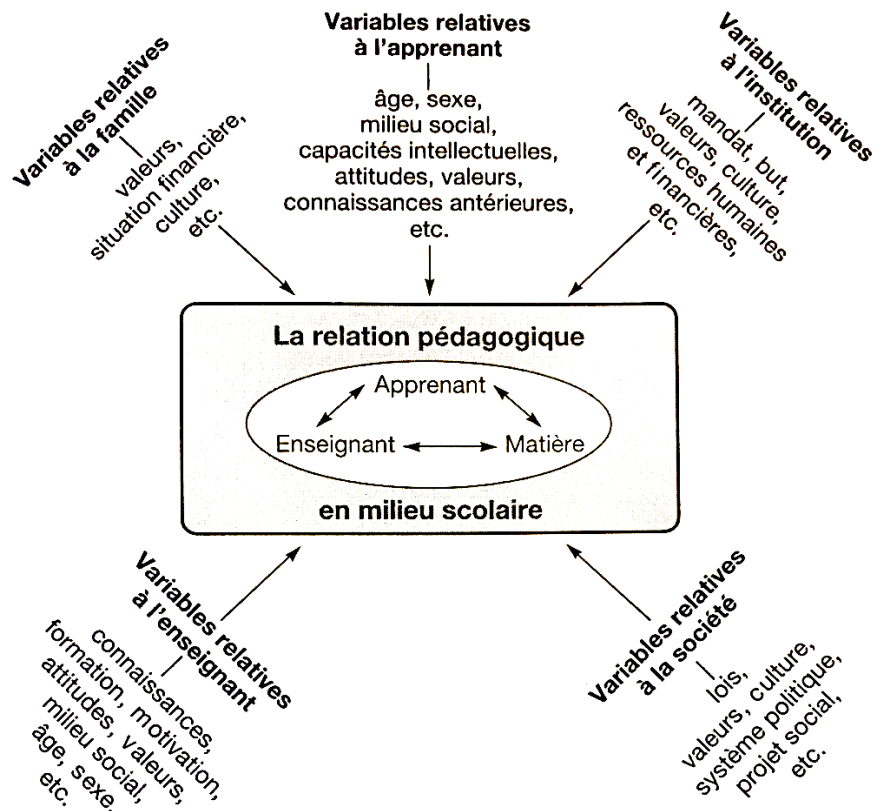 Variables relatives
à la famille
valeurs,
situation financière,
culture,
etc.
Variables relatives
à l'apprenant
âge, sexe,
milieu social,
capacités intellectuelles,
attitudes, valeurs,
connaissances antérieures,
etc.
Variables relatives
à l'institution
mandat, but,
valeurs, culture,
ressources humaines
et financières,
etc.
La relation pédagogique
Apprenant
Enseignant
Matière
en milieu scolaire
Variables relatives
à l'enseignant
connaissances,
formation, motivation,
attitudes, valeurs,
milieu social,
âge, sexe,
etc.
Variables relatives
à la société
lois,
valeurs, culture,
système politique,
projet social,
etc.